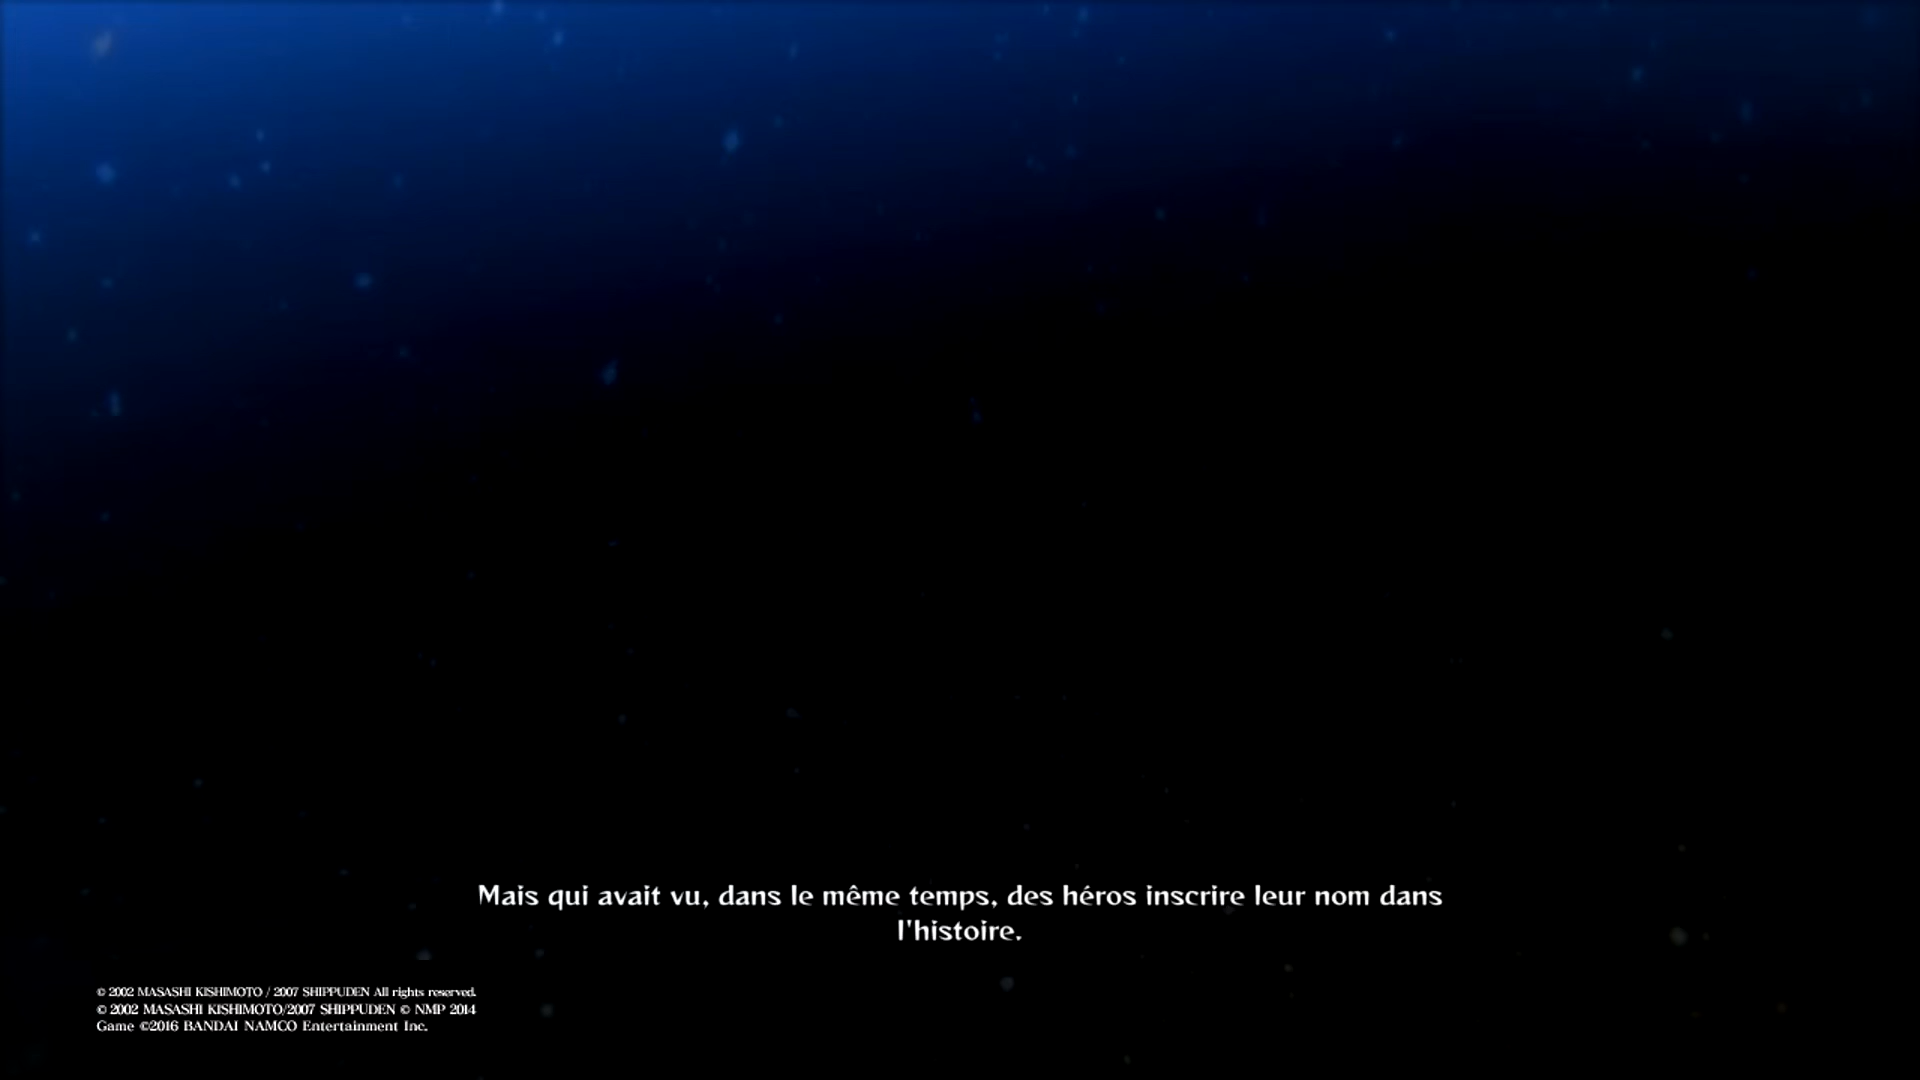 Mais qui avait vu, dans le même temps, des héros inscrire leur nom dans
l'histoire.
© 2002 MASASHI KISHIMOTO / 2007 SHIPPUDEN All rights reserved.
© 2002 MASASHI KISHIMOTO/2007 SHIPPUDEN © NMP 2014
Game ©2016 BANDAI NAMCO Entertainment Inc.